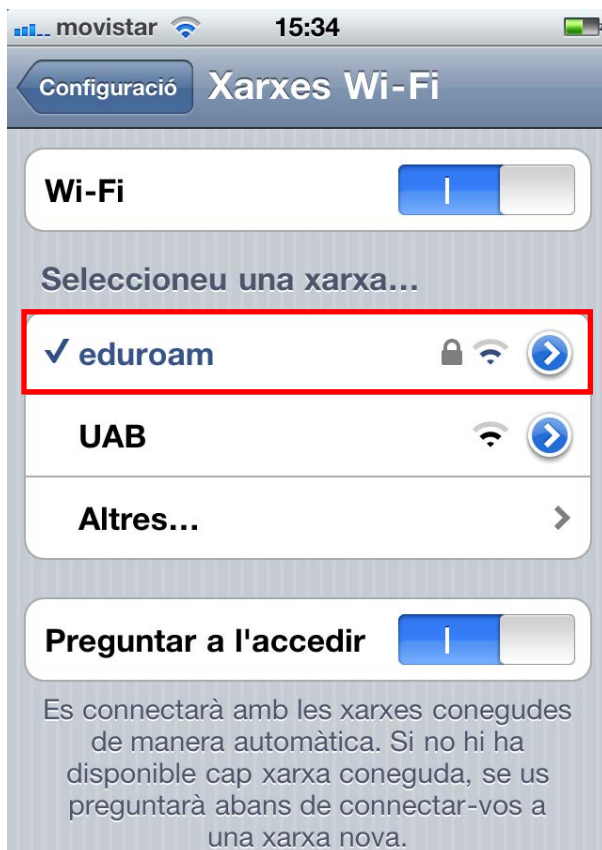 movistar 15:34
Configuració Xarxes Wi-Fi
Wi-Fi
Seleccioneu una xarxa...
eduroam
UAB
Altres...
Preguntar a l'accedir
Es connectarà amb les xarxes conegudes
de manera automàtica. Si no hi ha
disponible cap xarxa coneguda, se us
preguntarà abans de connectar-vos a
una xarxa nova.